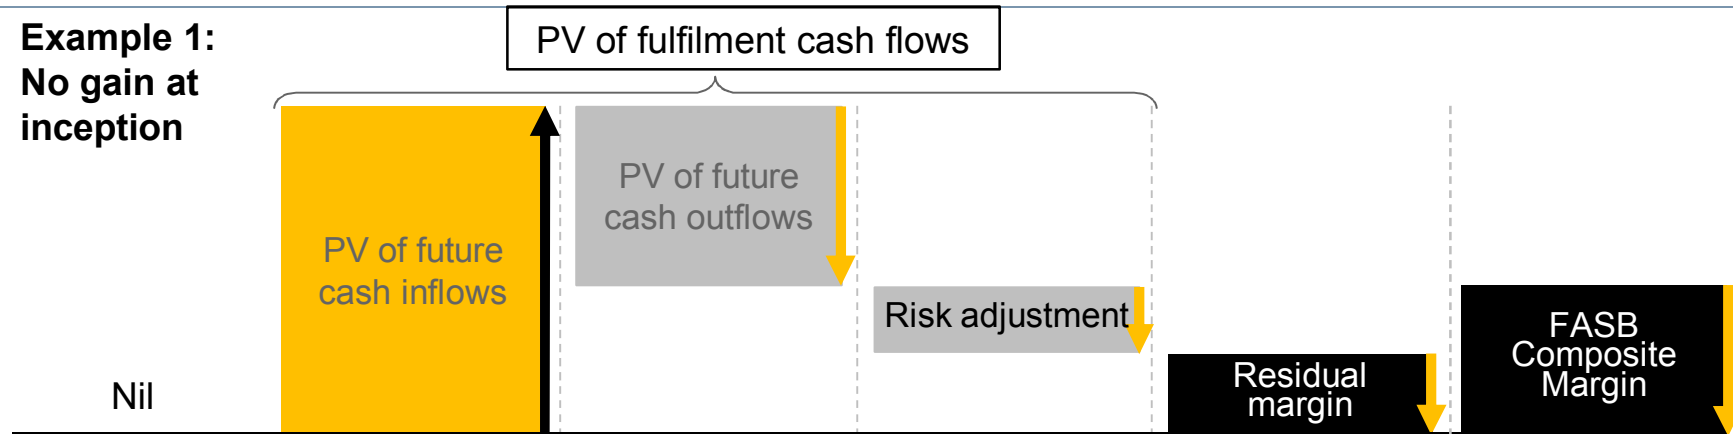 Example 1:
No gain at
inception
PV of fulfilment cash flows
PV of future
cash inflows
PV of future
cash outflows
Risk adjustment
Residual
margin
FASB
Composite
Margin
Nil